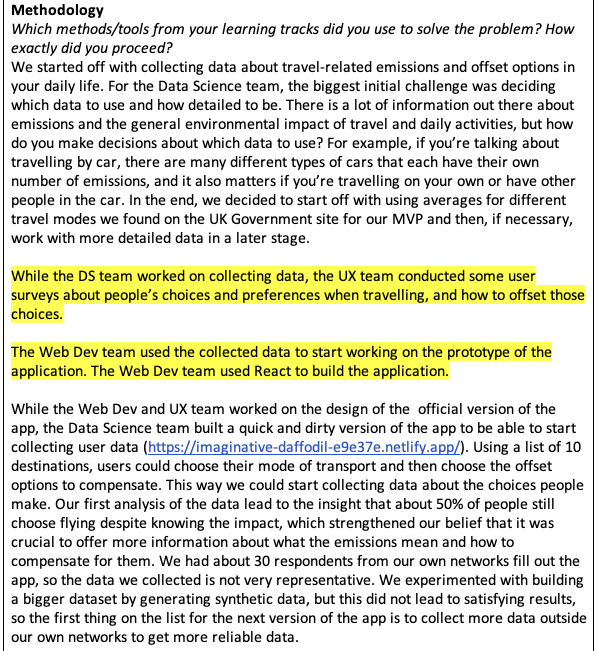 Methodology
Which methods/tools from your learning tracks did you use to solve the problem? How
exactly did you proceed?
We started off with collecting data about travel-related emissions and offset options in
your daily life. For the Data Science team, the biggest initial challenge was deciding
which data to use and how detailed to be. There is a lot of information out there about
emissions and the general environmental impact of travel and daily activities, but how
do you make decisions about which data to use? For example, if you’re talking about
travelling by car, there are many different types of cars that each have their own
number of emissions, and it also matters if you’re travelling on your own or have other
people in the car. In the end, we decided to start off with using averages for different
travel modes we found on the UK Government site for our MVP and then, if necessary,
work with more detailed data in a later stage.
While the DS team worked on collecting data, the UX team conducted some user
surveys about people’s choices and preferences when travelling, and how to offset those
choices.
The Web Dev team used the collected data to start working on the prototype of the
application. The Web Dev team used React to build the application.
While the Web Dev and UX team worked on the design of the  official version of the
app, the Data Science team built a quick and dirty version of the app to be able to start
collecting user data (https://imaginative-daffodil-e9e37e.netlify.app/). Using a list of 10
destinations, users could choose their mode of transport and then choose the offset
options to compensate. This way we could start collecting data about the choices people
make. Our first analysis of the data lead to the insight that about 50% of people still
choose flying despite knowing the impact, which strengthened our belief that it was
crucial to offer more information about what the emissions mean and how to
compensate for them. We had about 30 respondents from our own networks fill out the
app, so the data we collected is not very representative. We experimented with building
a bigger dataset by generating synthetic data, but this did not lead to satisfying results,
so the first thing on the list for the next version of the app is to collect more data outside
our own networks to get more reliable data.